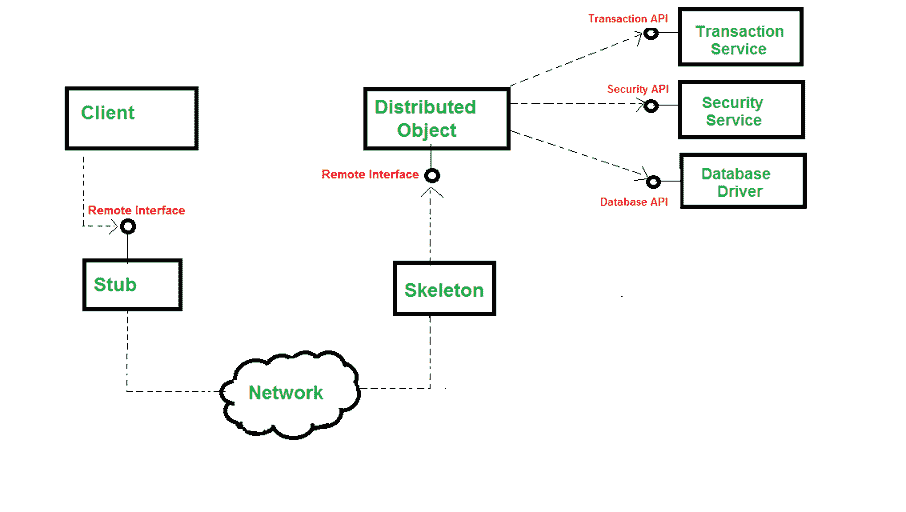 Transaction API
Transaction
Service
Client
Distributed
Object
Security API
Security
Service
Remote Interface
Database
Driver
Database API
Remote Interface
Stub
Skeleton
Network